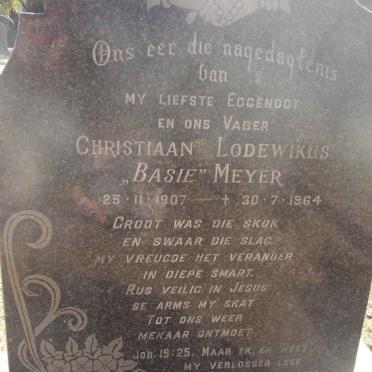 Ons eer die nagedagtenis
van
MY LIEFSTE EGGENOOT
EN ONS VADER
CHRISTIAAN LODEWIKUS
„BASIE" MEYER
25-11-1907 — † 30-7-1964
GROOT WAS DIE SKOK
EN SWAAR DIE SLAG
MY VREUGDE HET VERANDER
IN DIEPE SMART.
RUS VEILIG IN JESUS
SE ARMS MY SKAT
TOT ONS WEER
MEKAAR ONTMOET
JOB. 19:25. MAAR EK, EK WEET
MY VERLOSSER LEEF